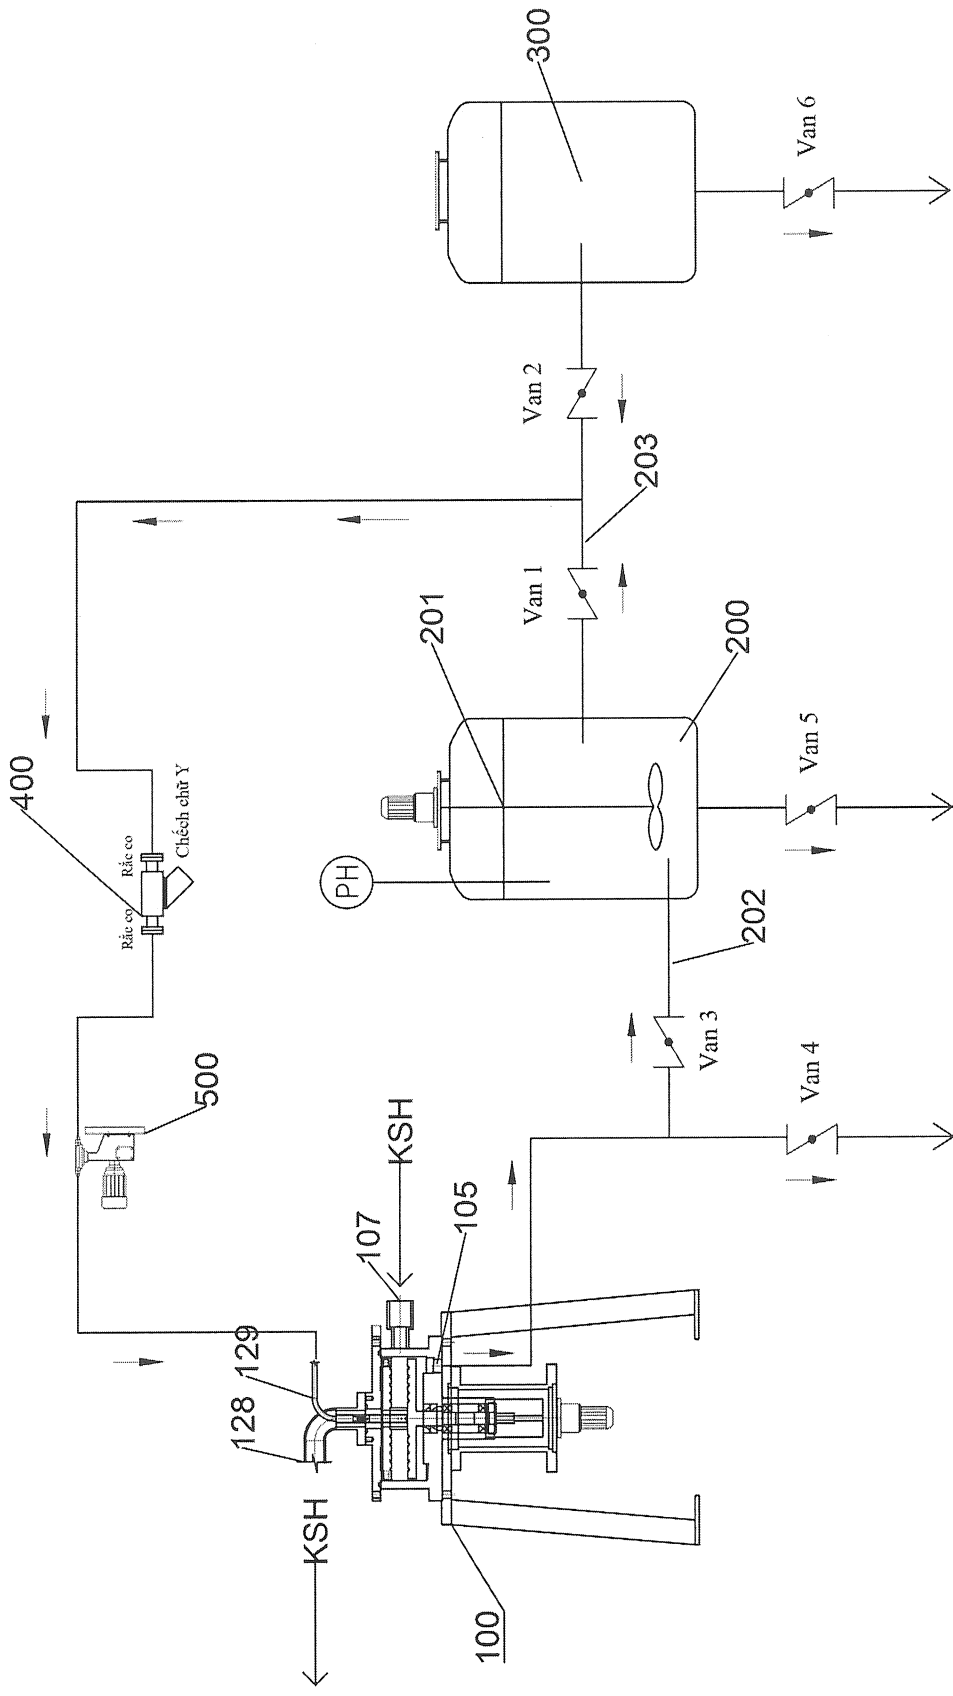 300
Van 6
Van 2
203
Van 1
201
200
Van 5
400
Rắc co
Rắc co
Chếch chữ Y
PH
202
Van 3
Van 4
500
KSH
107
105
129
128
KSH
100